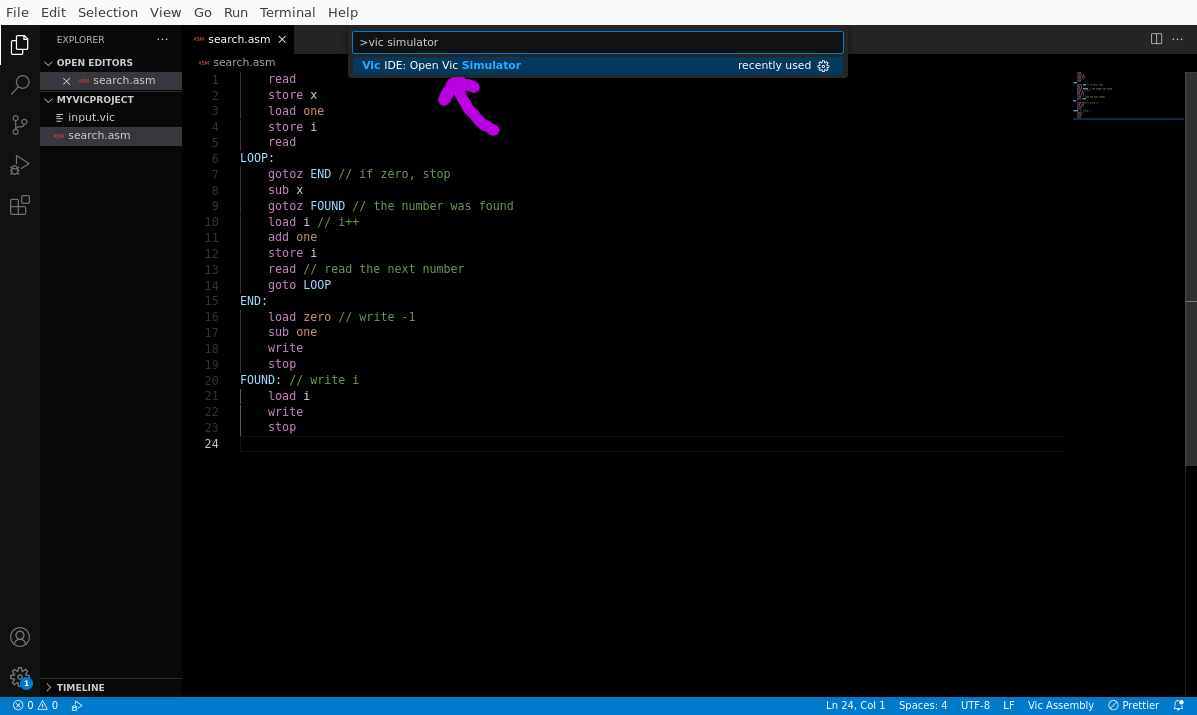 File Edit Selection View Go Run Terminal Help
EXPLORER ···
OPEN EDITORS
ASM search.asm
MYVICPROJECT
input.vic
ASM search.asm
TIMELINE
ASM search.asm
>vic simulator
Vic IDE: Open Vic Simulator recently used
ASM search.asm
1 read
2 store x
3 load one
4 store i
5 read
6 LOOP:
7 gotoz END // if zero, stop
8 sub x
9 gotoz FOUND // the number was found
10 load i // i++
11 add one
12 store i
13 read // read the next number
14 goto LOOP
15 END:
16 load zero // write -1
17 sub one
18 write
19 stop
20 FOUND: // write i
21 load i
22 write
23 stop
24
1
0 0 Ln 24, Col 1 Spaces: 4 UTF-8 LF Vic Assembly Prettier